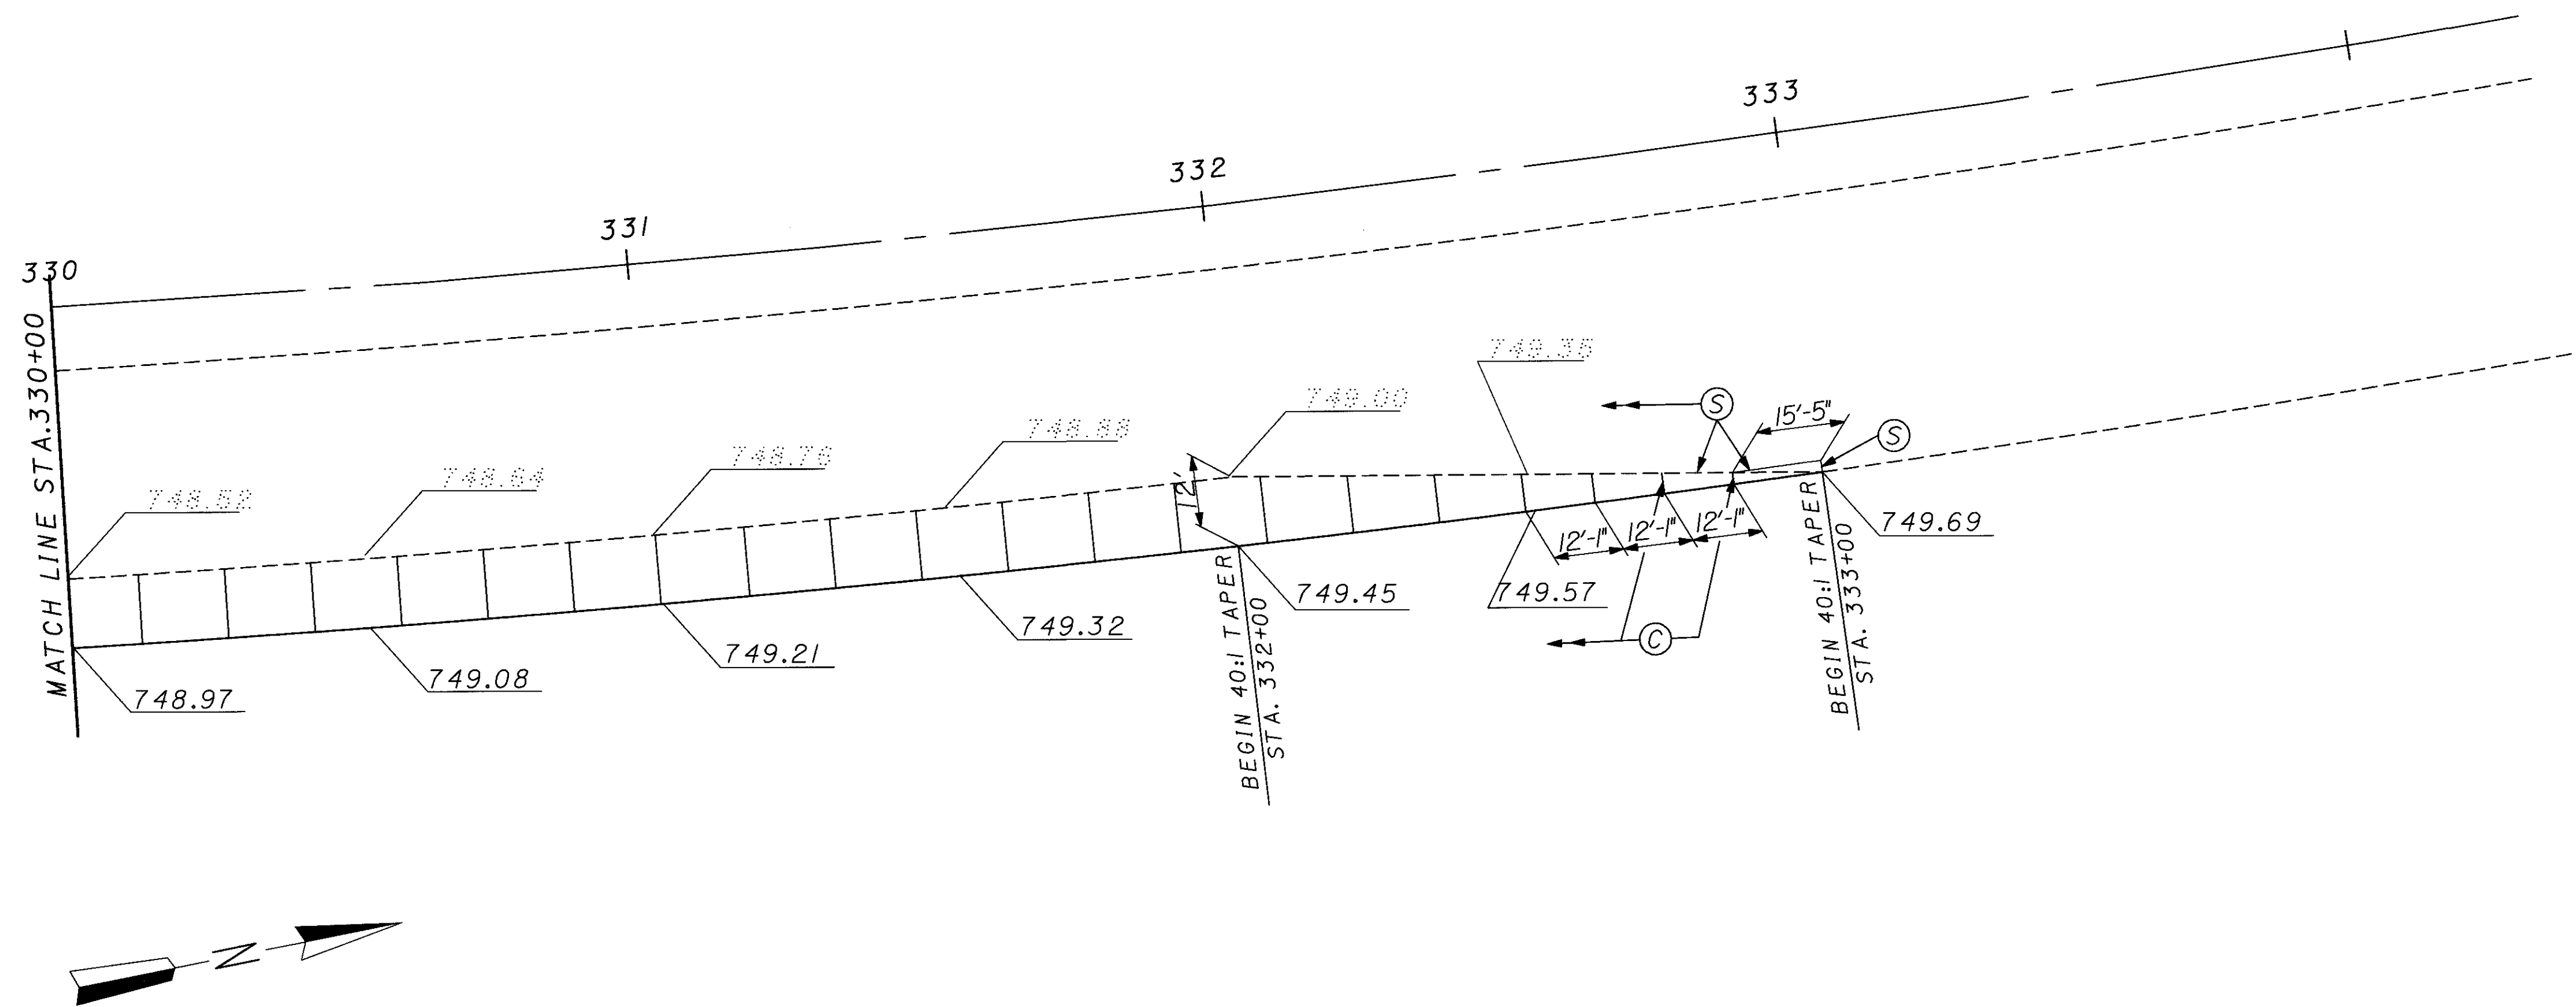 333
332
331
330
MATCH LINE STA.330+00
749.35
749.00
748.88
748.76
748.64
748.52
S
15'-5"
S
12'
749.69
12'-1"
12'-1"
12'-1"
749.57
749.45
749.32
749.21
749.08
748.97
C
BEGIN 40:1 TAPER
STA. 332+00
BEGIN 40:1 TAPER
STA. 333+00
N